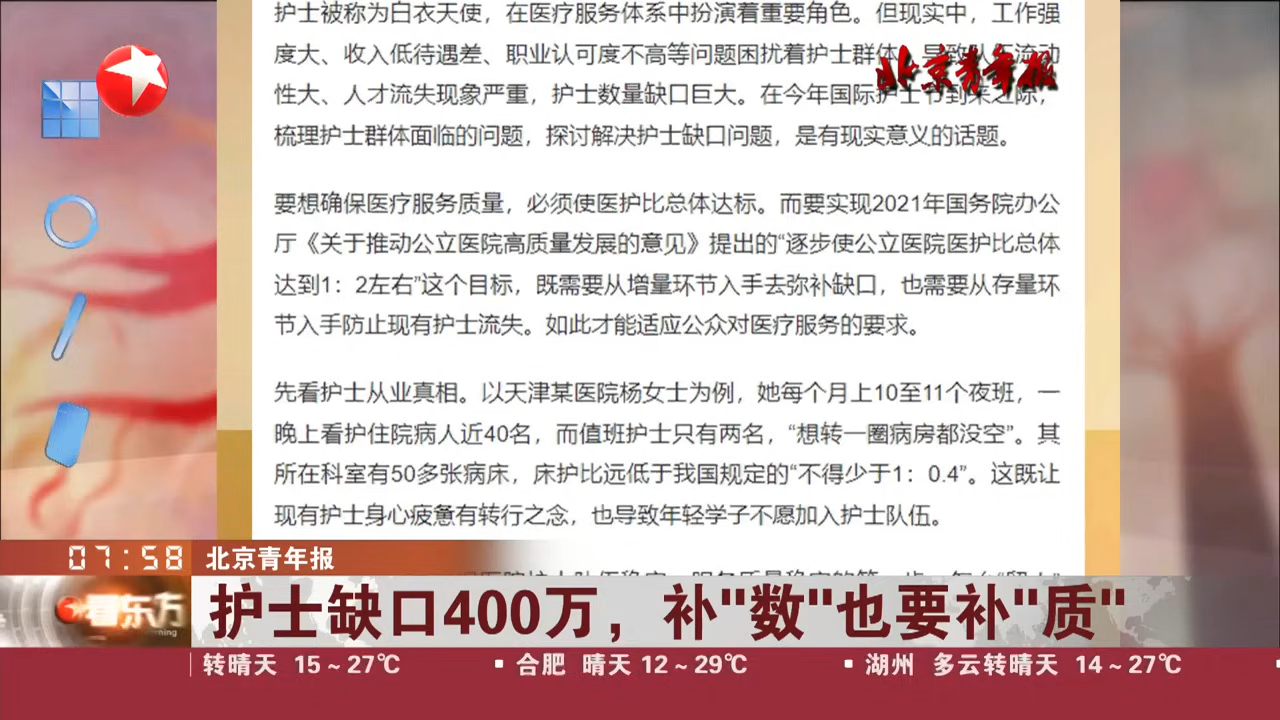 护士被称为白衣天使，在医疗服务体系中扮演着重要角色。但现实中，工作强
度大、收入低待遇差、职业认可度不高等问题困扰着护士群体，导致队伍流动
北京青年报
性大、人才流失现象严重，护士数量缺口巨大。在今年国际护士节到来之际，
梳理护士群体面临的问题，探讨解决护士缺口问题，是有现实意义的话题。
要想确保医疗服务质量，必须使医护比总体达标。而要实现2021年国务院办公
厅《关于推动公立医院高质量发展的意见》提出的“逐步使公立医院医护比总体
达到1：2左右”这个目标，既需要从增量环节入手去弥补缺口，也需要从存量环
节入手防止现有护士流失。如此才能适应公众对医疗服务的要求。
先看护士从业真相。以天津某医院杨女士为例，她每个月上10至11个夜班，一
晚上看护住院病人近40名，而值班护士只有两名，“想转一圈病房都没空”。其
所在科室有50多张病床，床护比远低于我国规定的“不得少于1：0.4”。这既让
现有护士身心疲惫有转行之念，也导致年轻学子不愿加入护士队伍。
07:58 北京青年报
看东方
护士缺口400万，补"数"也要补"质"
转晴天 15～27℃ ▪ 合肥 晴天 12～29℃ ▪ 湖州 多云转晴天 14～27℃